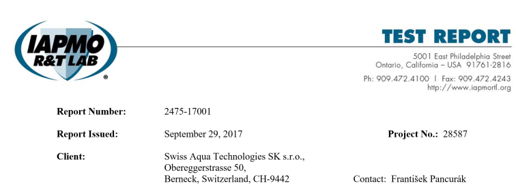 IAPMO
R&T LAB
®
TEST REPORT
5001 East Philadelphia Street
Ontario, California – USA 91761-2816
Ph: 909.472.4100 | Fax: 909.472.4243
http://www.iapmortl.org
Report Number: 2475-17001
Report Issued: September 29, 2017 Project No.: 28587
Client: Swiss Aqua Technologies SK s.r.o.,
Obereggerstrasse 50,
Berneck, Switzerland, CH-9442 Contact: František Pancurák